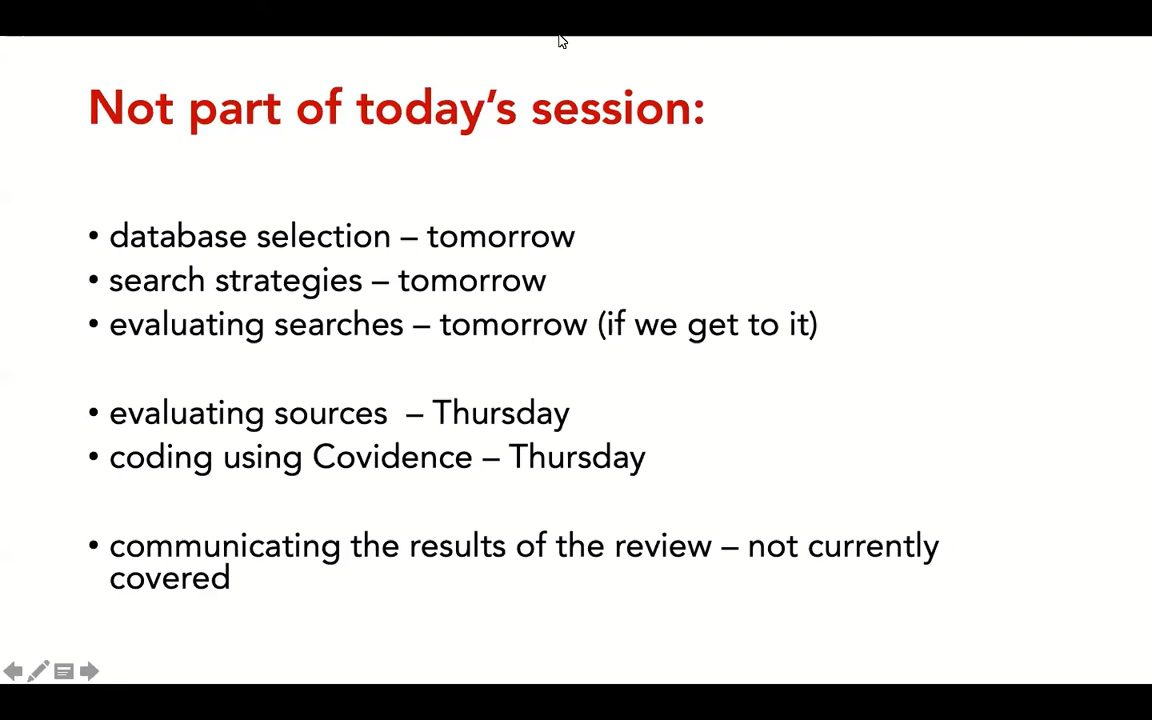 Not part of today’s session:
• database selection – tomorrow
• search strategies – tomorrow
• evaluating searches – tomorrow (if we get to it)
• evaluating sources – Thursday
• coding using Covidence – Thursday
• communicating the results of the review – not currently
covered